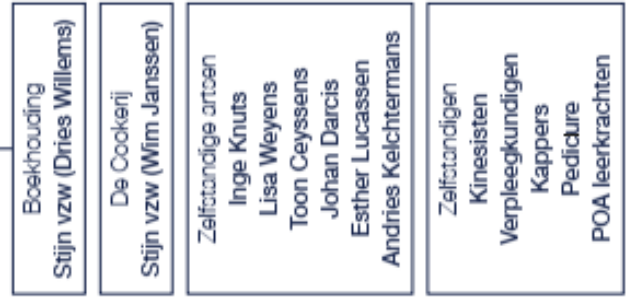 Boekhouding
Stijn vzw (Dries Willems)
De Cookerij
Stijn vzw (Wim Janssen)
Zelfstandige artsen
Inge Knuts
Lisa Weyens
Toon Ceyssens
Johan Darcis
Esther Lucassen
Andries Kelchtermans
Zelfstandigen
Kinesisten
Verpleegkundigen
Kappers
Pedicure
POA leerkrachten